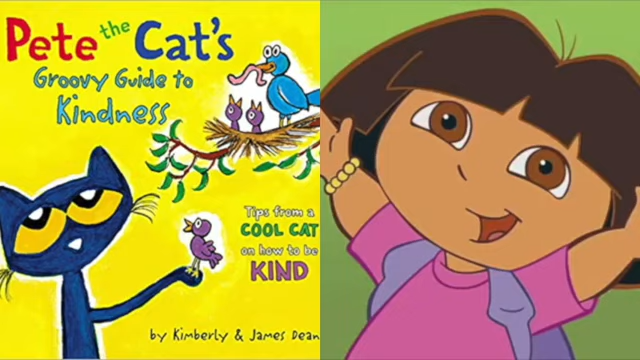 Pete the Cat's
Groovy Guide to
Kindness
Tips from a
COOL CAT
on how to be
KIND
by Kimberly & James Dean